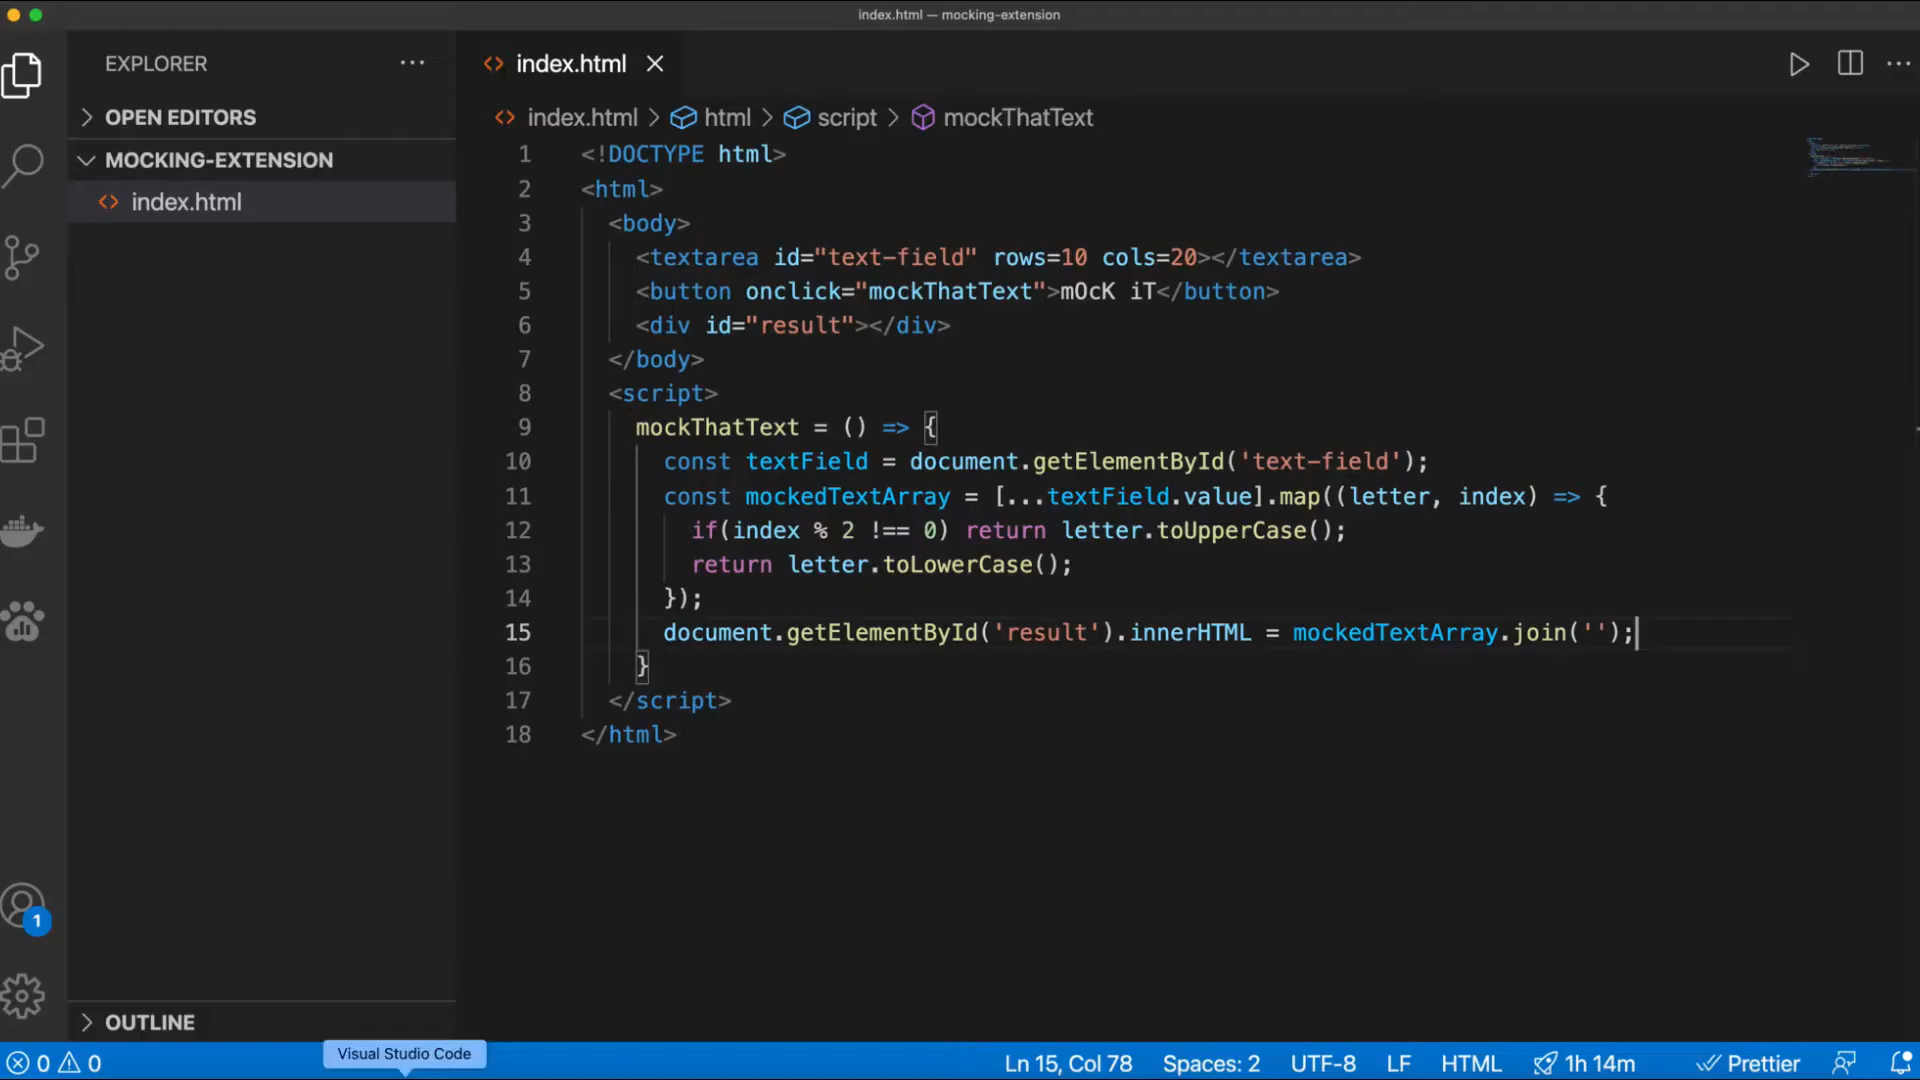 index.html — mocking-extension
EXPLORER
index.html
OPEN EDITORS
index.html > html > script > mockThatText
MOCKING-EXTENSION
index.html
1 <!DOCTYPE html>
2 <html>
3 <body>
4 <textarea id="text-field" rows=10 cols=20></textarea>
5 <button onclick="mockThatText">mOcK iT</button>
6 <div id="result"></div>
7 </body>
8 <script>
9 mockThatText = () => {
10 const textField = document.getElementById('text-field');
11 const mockedTextArray = [...textField.value].map((letter, index) => {
12 if(index % 2 !== 0) return letter.toUpperCase();
13 return letter.toLowerCase();
14 });
15 document.getElementById('result').innerHTML = mockedTextArray.join('');
16 }
17 </script>
18 </html>
1
OUTLINE
Visual Studio Code
0 0 Ln 15, Col 78 Spaces: 2 UTF-8 LF HTML 1h 14m Prettier